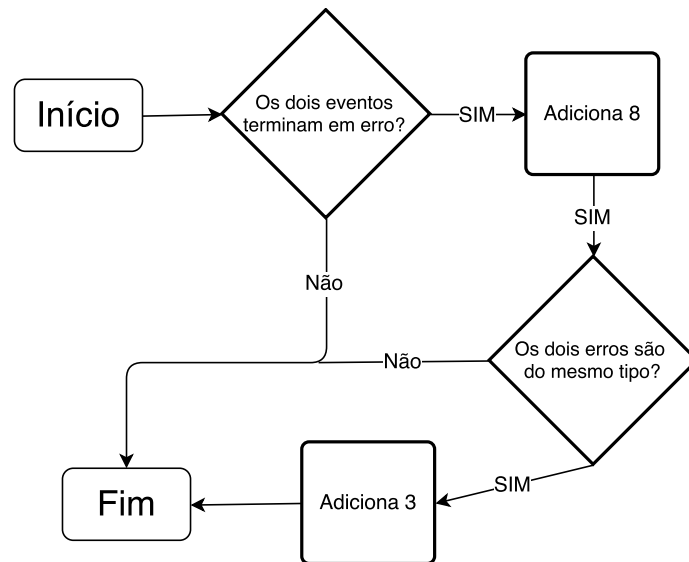 Início
Os dois eventos
terminam em erro?
SIM
Adiciona 8
SIM
Não
Os dois erros são
do mesmo tipo?
Não
SIM
Adiciona 3
Fim